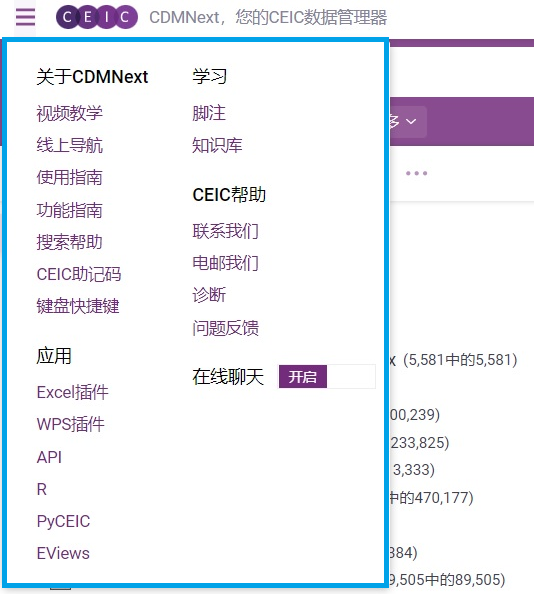 CEIC CDMNext，您的CEIC数据管理器
关于CDMNext
视频教学
线上导航
使用指南
功能指南
搜索帮助
CEIC助记码
键盘快捷键
应用
Excel插件
WPS插件
API
R
PyCEIC
EViews
学习
脚注
知识库
CEIC帮助
联系我们
电邮我们
诊断
问题反馈
在线聊天 开启
多
x (5,581中的5,581)
00,239)
233,825)
3,333)
中的470,177)
384)
9,505中的89,505)